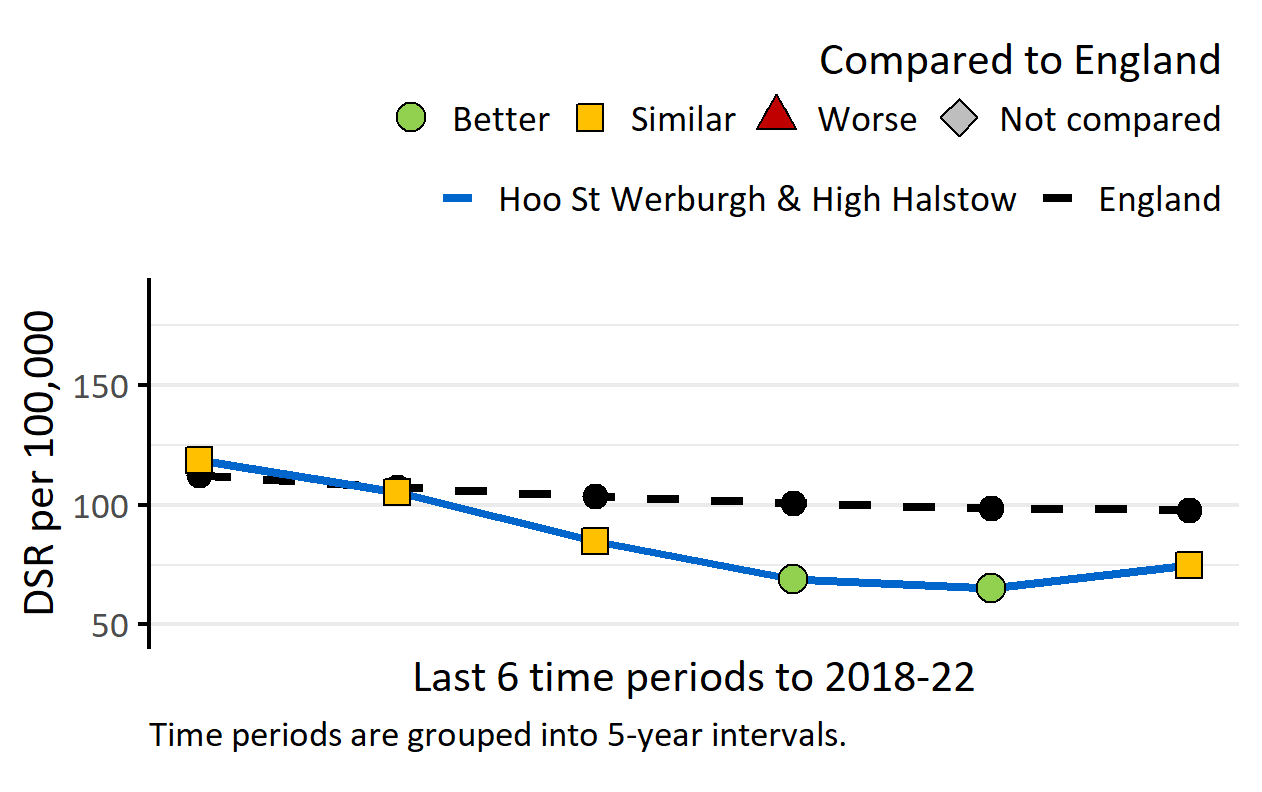 Compared to England
Better Similar Worse Not compared
Hoo St Werburgh & High Halstow England
DSR per 100,000
150
100
50
Last 6 time periods to 2018-22
Time periods are grouped into 5-year intervals.